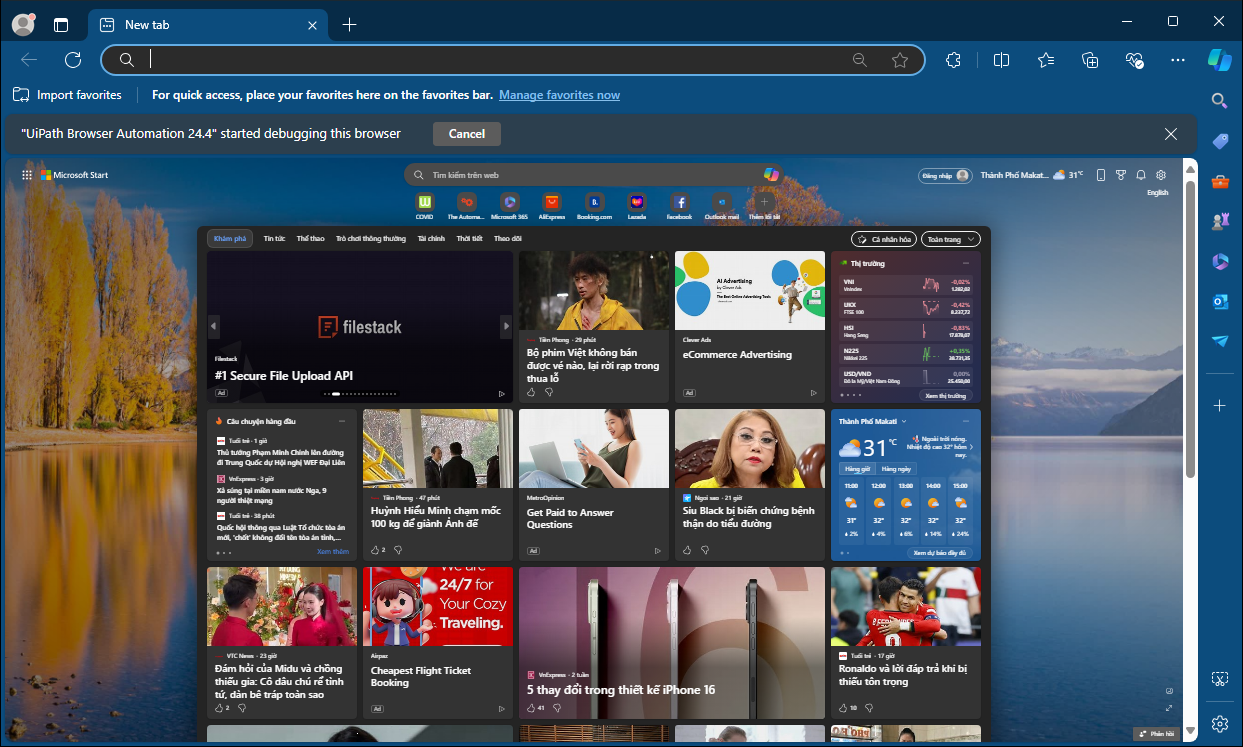 New tab
Import favorites
For quick access, place your favorites here on the favorites bar. Manage favorites now
"UiPath Browser Automation 24.4" started debugging this browser
Cancel
Microsoft Start
Tìm kiếm trên web
Đăng nhập
Thành Phố Makat...
31°C
English
COVID
The Automa...
Microsoft 365
AliExpress
Booking.com
Lazada
Facebook
Outlook mail
Thêm lối tắt
Khám phá
Tin tức
Thể thao
Trò chơi thông thường
Tài chính
Thời tiết
Theo dõi
Cá nhân hóa
Toàn trang
filestack
Filestack
#1 Secure File Upload API
Ad
Tiền Phong · 29 phút
Bộ phim Việt không bán
được vé nào, lại rời rạp trong
thua lỗ
AI Advertising
by Clever Ads
The Best Online Advertising Tools
Clever Ads
eCommerce Advertising
Ad
Thị trường
VNI
Vnindex
-0,02%
1.282,02
UKX
FTSE 100
-0,42%
8.237,72
HSI
Hang Seng
-0,83%
N225
Nikkei 225
+0,35%
USD/VND
Đô la Mỹ/Việt Nam Đồng
0,00%
25.450,00
Xem thị trường
Câu chuyện hàng đầu
Tuổi trẻ · 1 giờ
Thủ tướng Phạm Minh Chính lên đường
đi Trung Quốc dự Hội nghị WEF Đại Liên
VnExpress · 3 giờ
Xả súng tại miền nam nước Nga, 9
người thiệt mạng
Tuổi trẻ · 38 phút
Quốc hội thông qua Luật Tổ chức tòa án
mới, 'chốt' không đổi tên tòa án tỉnh,...
Xem thêm
Tiền Phong · 47 phút
Huỳnh Hiểu Minh chạm mốc
100 kg để giành Ảnh đế
2
MetroOpinion
Get Paid to Answer
Questions
Ad
Ngoi sao · 21 giờ
Siu Black bị biến chứng bệnh
thận do tiểu đường
Thành Phố Makati
31°C
Ngoài trời nóng.
Nhiệt độ cao 32° hôm
nay.
Hàng giờ
Hàng ngày
11:00 12:00 13:00 14:00 15:00
31° 32° 32° 32° 32°
2% 4% 6% 14% 24%
Xem dự báo đầy đủ
VTC News · 23 giờ
Đám hỏi của Midu và chồng
thiếu gia: Cô dâu chú rể tình
tứ, dàn bê tráp toàn sao
2
We are
24/7 for
Your Cozy
Traveling.
Airpaz
Cheapest Flight Ticket
Booking
Ad
VnExpress · 2 tuần
5 thay đổi trong thiết kế iPhone 16
41
Tuổi trẻ · 17 giờ
Ronaldo và lời đáp trả khi bị
thiếu tôn trọng
10
Phản hồi